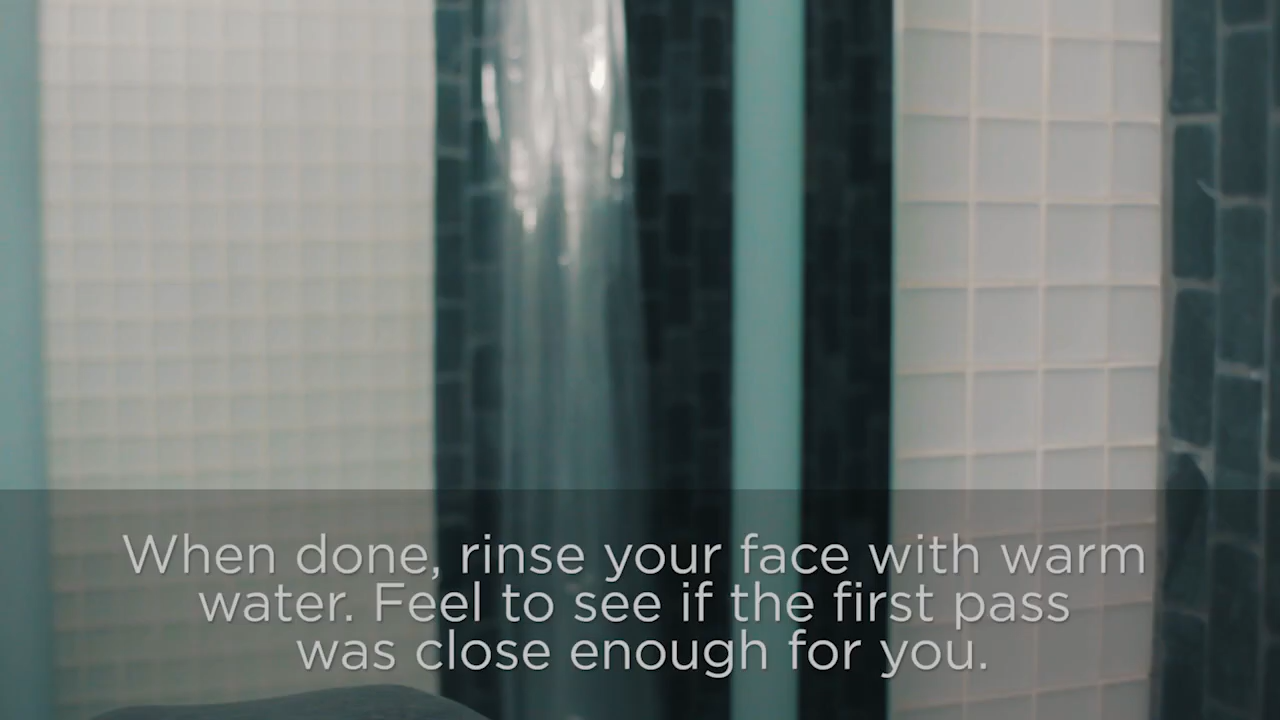 When done, rinse your face with warm
water. Feel to see if the first pass
was close enough for you.